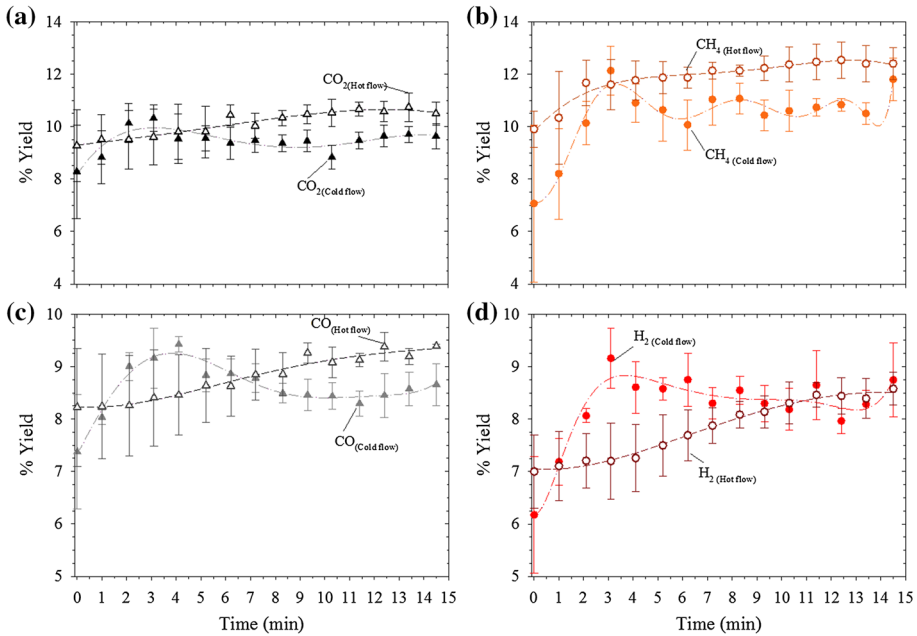 (a)
14
12
10
8
6
4
% Yield
CO2(Hot flow)
CO2(Cold flow)
(b)
14
12
10
8
6
4
% Yield
CH4(Hot flow)
CH4(Cold flow)
(c)
10
9
8
7
6
5
% Yield
CO(Hot flow)
CO(Cold flow)
0 1 2 3 4 5 6 7 8 9 10 11 12 13 14 15
Time (min)
(d)
10
9
8
7
6
5
% Yield
H2 (Cold flow)
H2 (Hot flow)
0 1 2 3 4 5 6 7 8 9 10 11 12 13 14 15
Time (min)